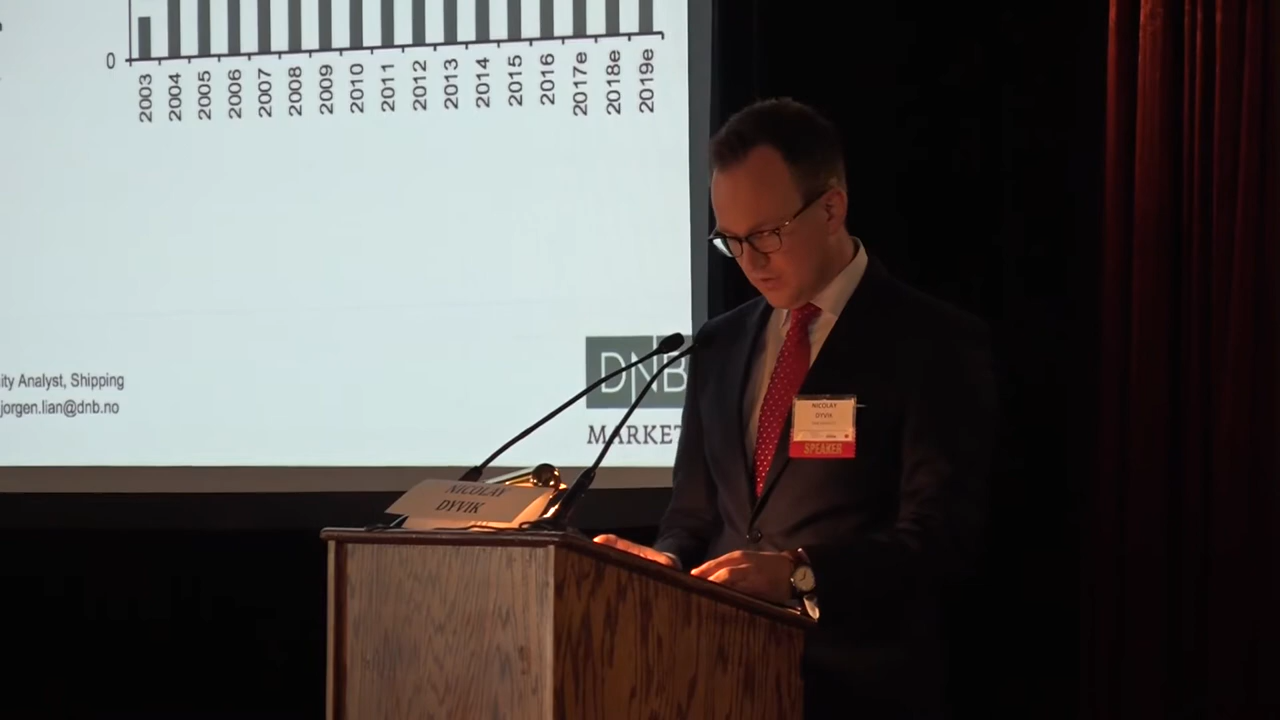 0
2003
2004
2005
2006
2007
2008
2009
2010
2011
2012
2013
2014
2015
2016
2017e
2018e
2019e
ity Analyst, Shipping
jorgen.lian@dnb.no
DNB
MARKET
NICOLAY
DYVIK
NICOLAY
DYVIK
SPEAKER